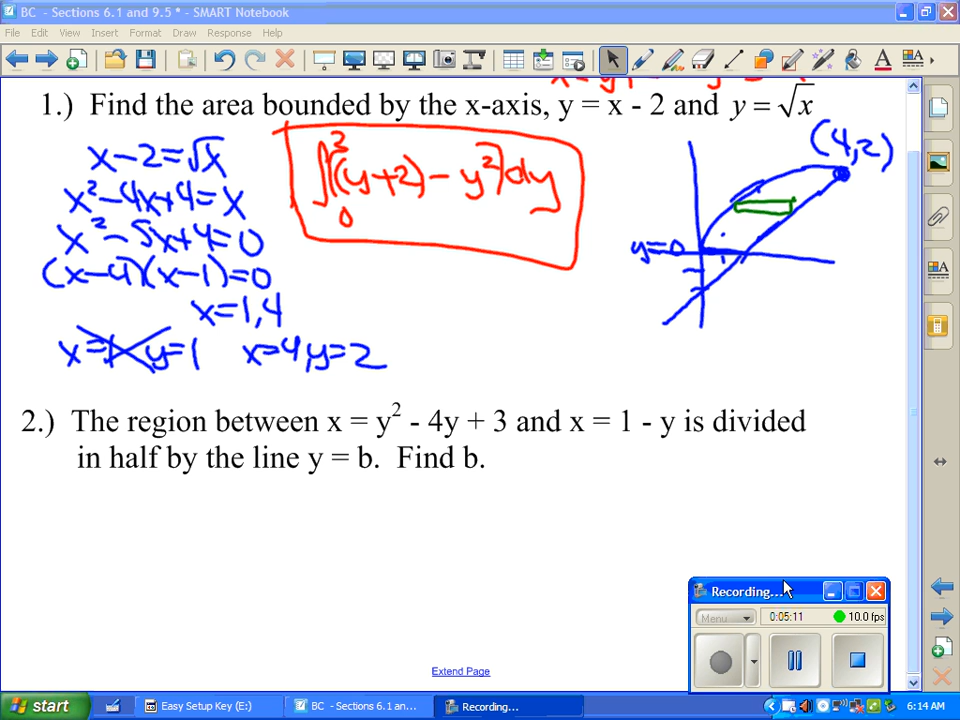 BC - Sections 6.1 and 9.5 * - SMART Notebook
File Edit View Insert Format Draw Response Help
1.) Find the area bounded by the x-axis, y = x - 2 and y = √x
x-2=√x
x²-4x+4=x
x²-5x+4=0
(x-4)(x-1)=0
x=1,4
x=1 y=1 x=4, y=2
∫₀² (y+2) - y²) dy
(4,2)
y=0
2.) The region between x = y² - 4y + 3 and x = 1 - y is divided
in half by the line y = b. Find b.
Recording...
Menu 0:05:11 10.0 fps
Extend Page
start Easy Setup Key (E:) BC - Sections 6.1 an... Recording... 6:14 AM